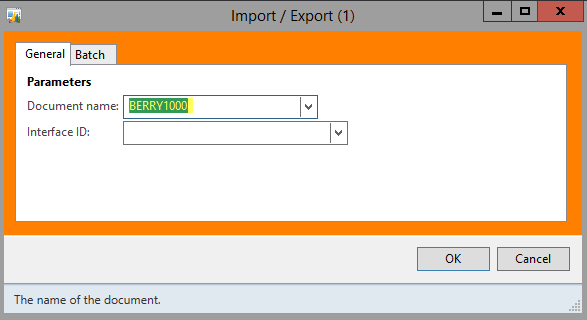 Import / Export (1)
General Batch
Parameters
Document name: BERRY1000
Interface ID:
OK Cancel
The name of the document.